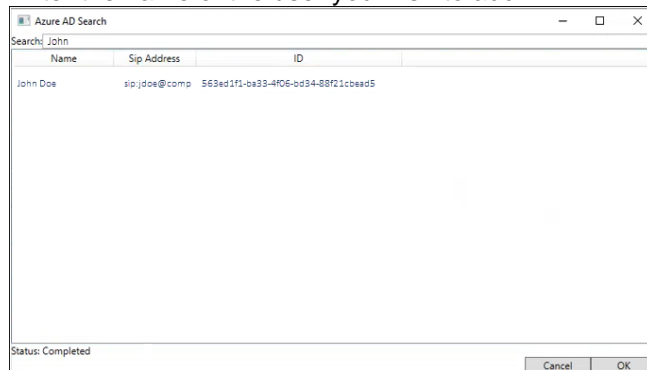 Azure AD Search
Search: John
Name Sip Address ID
John Doe sip:jdoe@comp 563ed1f1-ba33-4f06-bd34-88f21cbead5
Status: Completed
Cancel OK